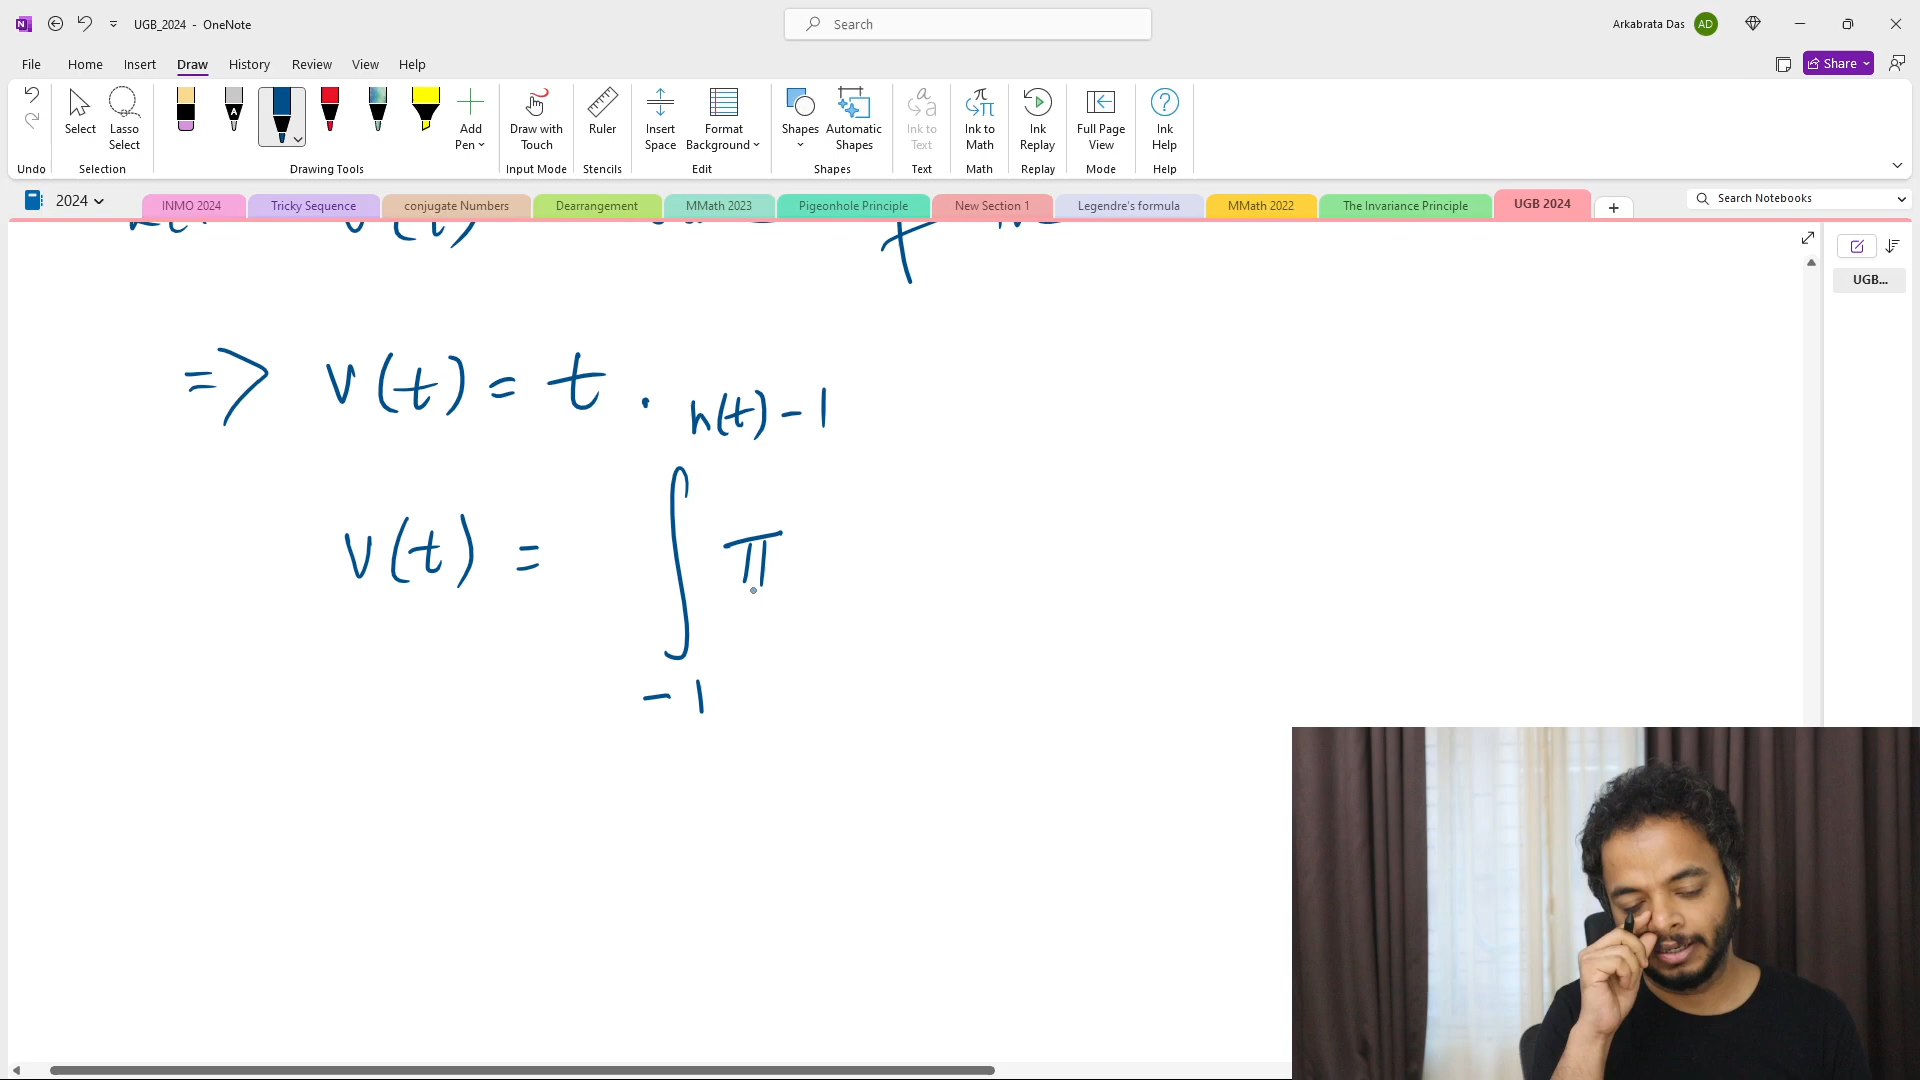 UGB_2024 - OneNote
Search
Arkabrata Das AD
File Home Insert Draw History Review View Help
Share
Select
Lasso Select
A
Add Pen
Draw with Touch
Ruler
Insert Space
Format Background
Shapes
Automatic Shapes
Ink to Text
Ink to Math
Ink Replay
Full Page View
Ink Help
Undo Selection Drawing Tools Input Mode Stencils Edit Shapes Text Math Replay Mode Help
2024
INMO 2024 Tricky Sequence conjugate Numbers Dearrangement MMath 2023 Pigeonhole Principle New Section 1 Legendre's formula MMath 2022 The Invariance Principle UGB 2024 +
Search Notebooks
UGB...
=> v(t) = t .
h(t) - 1
v(t) = ∫ π
- 1